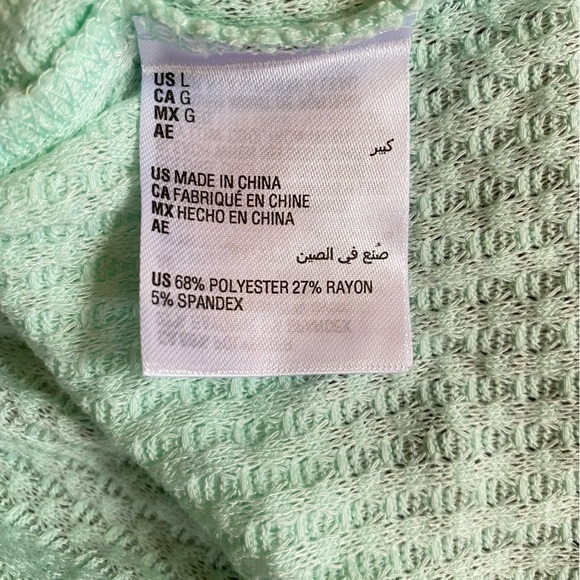 US L
CA G
MX G
AE
كبير
US MADE IN CHINA
CA FABRIQUÉ EN CHINE
MX HECHO EN CHINA
AE
صُنع في الصين
US 68% POLYESTER 27% RAYON
5% SPANDEX